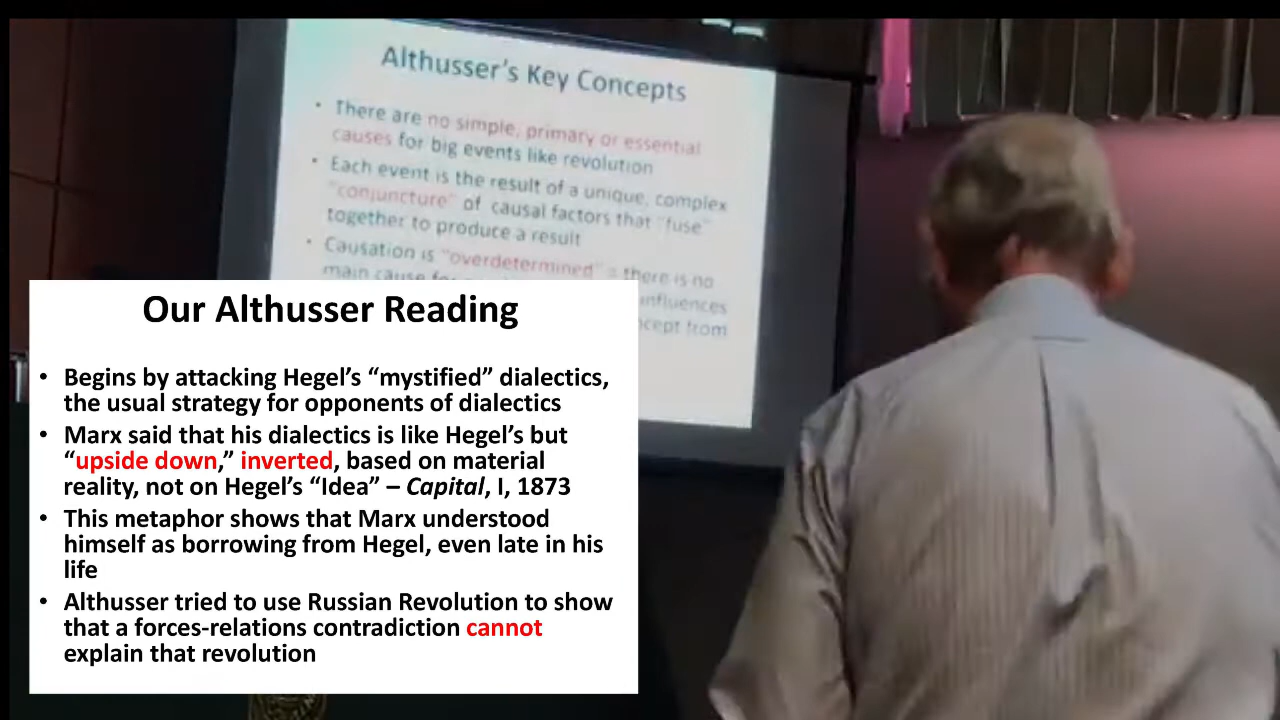 Althusser's Key Concepts
• There are no simple, primary or essential
causes for big events like revolution
• Each event is the result of a unique, complex
"conjuncture" of causal factors that "fuse"
together to produce a result
• Causation is "overdetermined" = there is no
main cause for
influences
from
Our Althusser Reading
• Begins by attacking Hegel's “mystified” dialectics,
the usual strategy for opponents of dialectics
• Marx said that his dialectics is like Hegel's but
“upside down,” inverted, based on material
reality, not on Hegel's “Idea” – Capital, I, 1873
• This metaphor shows that Marx understood
himself as borrowing from Hegel, even late in his
life
• Althusser tried to use Russian Revolution to show
that a forces-relations contradiction cannot
explain that revolution